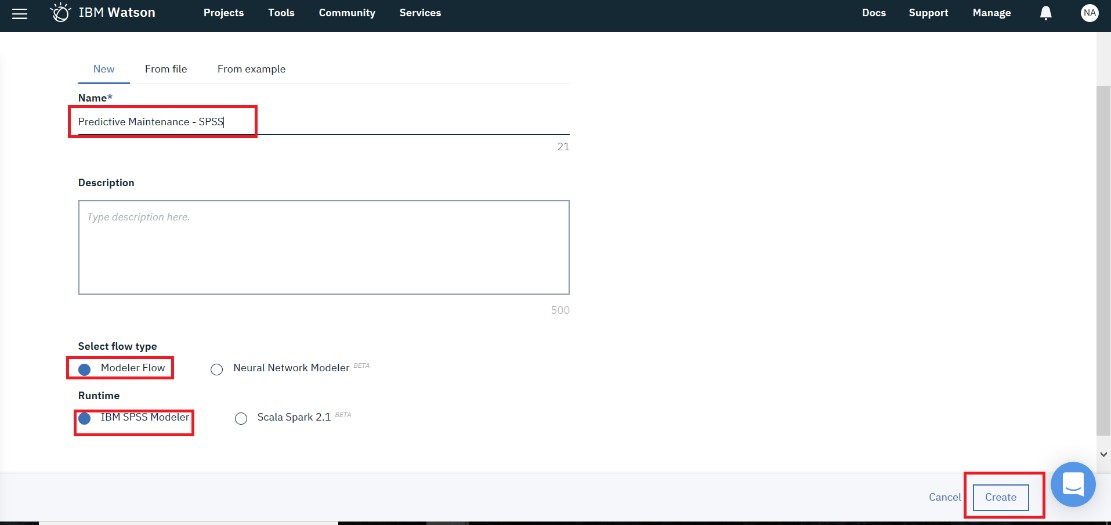 IBM Watson Projects Tools Community Services Docs Support Manage NA
New From file From example
Name*
Predictive Maintenance - SPSS
21
Description
Type description here.
500
Select flow type
Modeler Flow Neural Network Modeler BETA
Runtime
IBM SPSS Modeler Scala Spark 2.1 BETA
Cancel Create